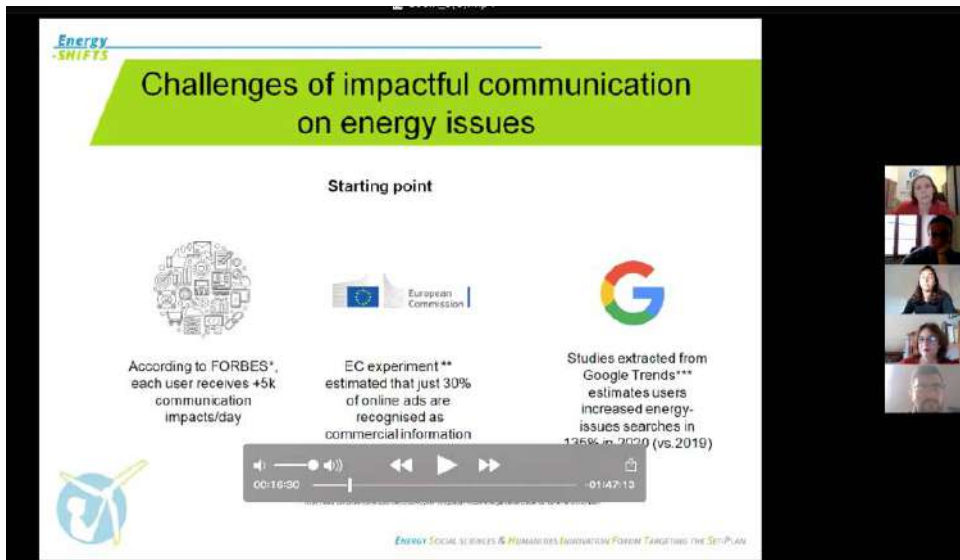 Energy
-SHIFTS
Challenges of impactful communication
on energy issues
Starting point
European
Commission
According to FORBES*,
each user receives +5k
communication
impacts/day
EC experiment**
estimated that just 30%
of online ads are
recognised as
commercial information
Studies extracted from
Google Trends***
estimates users
increased energy-
issues searches in
135% in 2020 (vs.2019)
00:16:30
-01:47:13
ENERGY SOCIAL SCIENCES & HUMANITIES INNOVATION FORUM TARGETING THE SET-PLAN